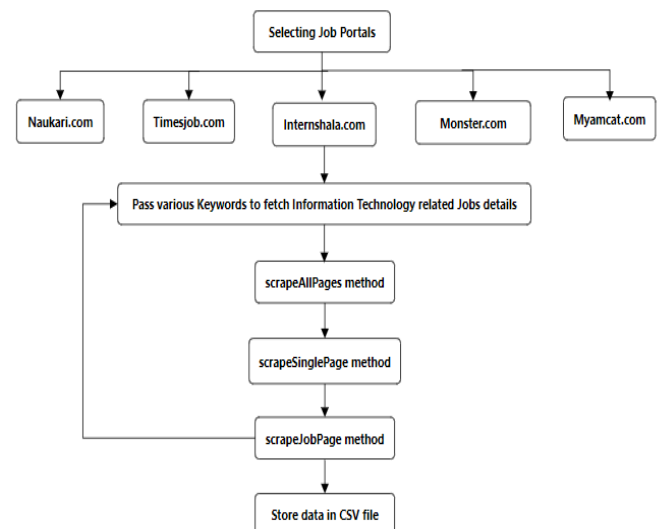 Selecting Job Portals
Naukari.com
Timesjob.com
Internshala.com
Monster.com
Myamcat.com
Pass various Keywords to fetch Information Technology related Jobs details
scrapeAllPages method
scrapeSinglePage method
scrapeJobPage method
Store data in CSV file